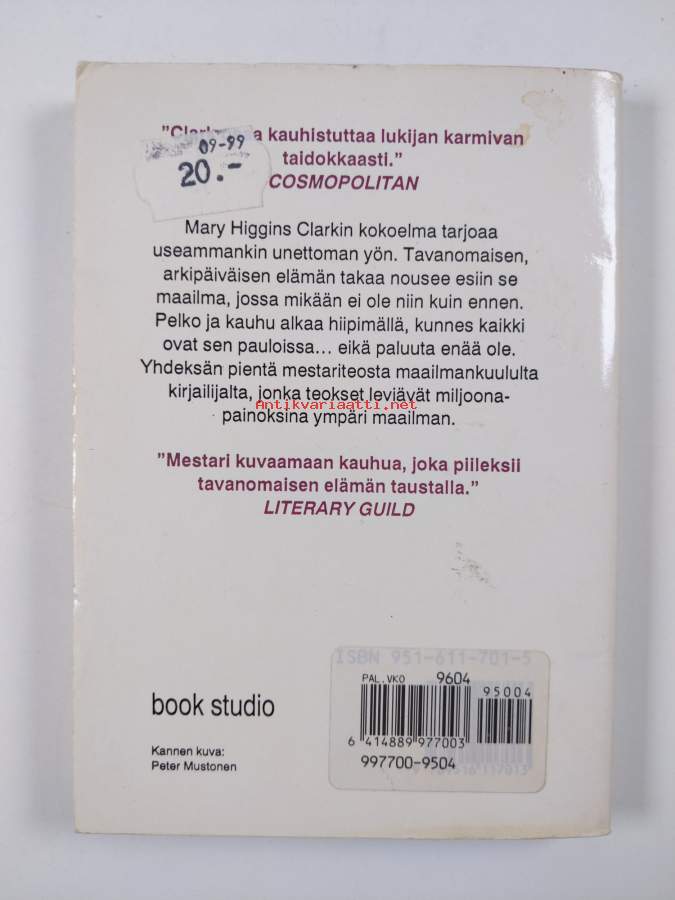 "Clark kauhistuttaa lukijan karmivan
taidokkaasti."
COSMOPOLITAN
09-99
20.-
Mary Higgins Clarkin kokoelma tarjoaa
useammankin unettoman yön. Tavanomaisen,
arkipäiväisen elämän takaa nousee esiin se
maailma, jossa mikään ei ole niin kuin ennen.
Pelko ja kauhu alkaa hiipimällä, kunnes kaikki
ovat sen pauloissa... eikä paluuta enää ole.
Yhdeksän pientä mestariteosta maailmankuululta
kirjailijalta, jonka teokset leviävät miljoona-
Antikvariaatti.net
painoksina ympäri maailman.
"Mestari kuvaamaan kauhua, joka piileksii
tavanomaisen elämän taustalla."
LITERARY GUILD
ISBN 951-611-701-5
PAL.VKO 9604
95004
6 414889 977003
997700-9504
book studio
Kannen kuva:
Peter Mustonen